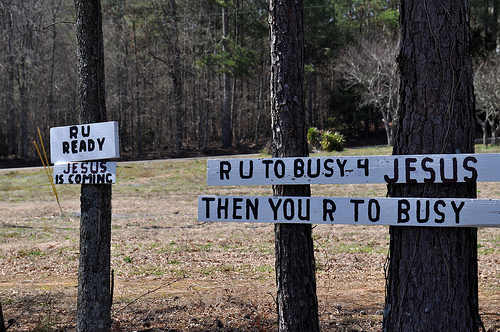 R U
READY
JESUS
IS COMING
R U TO BUSY-4 JESUS
THEN YOU R TO BUSY